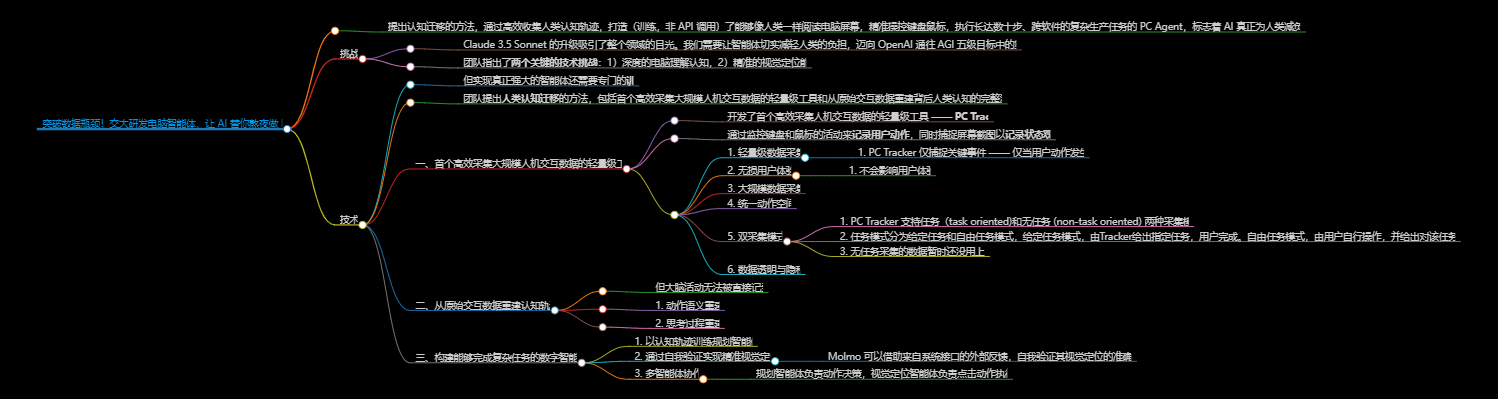 突破数据瓶颈！交大研发电脑智能体，让 AI 替你熬夜做
提出认知迁移的方法，通过高效收集人类认知轨迹，打造（训练，非 API 调用）了能够像人类一样阅读电脑屏幕，精准操控键盘鼠标，执行长达数十步、跨软件的复杂生产任务的 PC Agent，标志着 AI 真正为人类减
挑战
Claude 3.5 Sonnet 的升级吸引了整个领域的目光。我们需要让智能体切实减轻人类的负担，迈向 OpenAI 通往 AGI 五级目标中的
团队指出了两个关键的技术挑战：1）深度的电脑理解认知，2）精准的视觉定位能
技术
但实现真正强大的智能体还需要专门的训
团队提出人类认知迁移的方法，包括首个高效采集大规模人机交互数据的轻量级工具和从原始交互数据重建背后人类认知的完整
一、首个高效采集大规模人机交互数据的轻量级
开发了首个高效采集人机交互数据的轻量级工具 —— PC Trac
通过监控键盘和鼠标的活动来记录用户动作，同时捕捉屏幕截图以记录状态观
1. 轻量级数据采集
1. PC Tracker 仅捕捉关键事件 —— 仅当用户动作发生
2. 无损用户体验
1. 不会影响用户体验
3. 大规模数据采集
4. 统一动作空间
5. 双采集模式
1. PC Tracker 支持任务（task oriented)和无任务 (non-task oriented) 两种采集模
2. 任务模式分为给定任务和自由任务模式，给定任务模式，由Tracker给出指定任务，用户完成。自由任务模式，由用户自行操作，并给出对该任务
3. 无任务采集的数据暂时还没用上
6. 数据透明与隐私
二、从原始交互数据重建认知轨
但大脑活动无法被直接记录
1. 动作语义重建
2. 思考过程重建
三、构建能够完成复杂任务的数字智能
1. 以认知轨迹训练规划智能体
2. 通过自我验证实现精准视觉定位
Molmo 可以借助来自系统接口的外部反馈，自我验证其视觉定位的准确
3. 多智能体协作
规划智能体负责动作决策，视觉定位智能体负责点击动作执